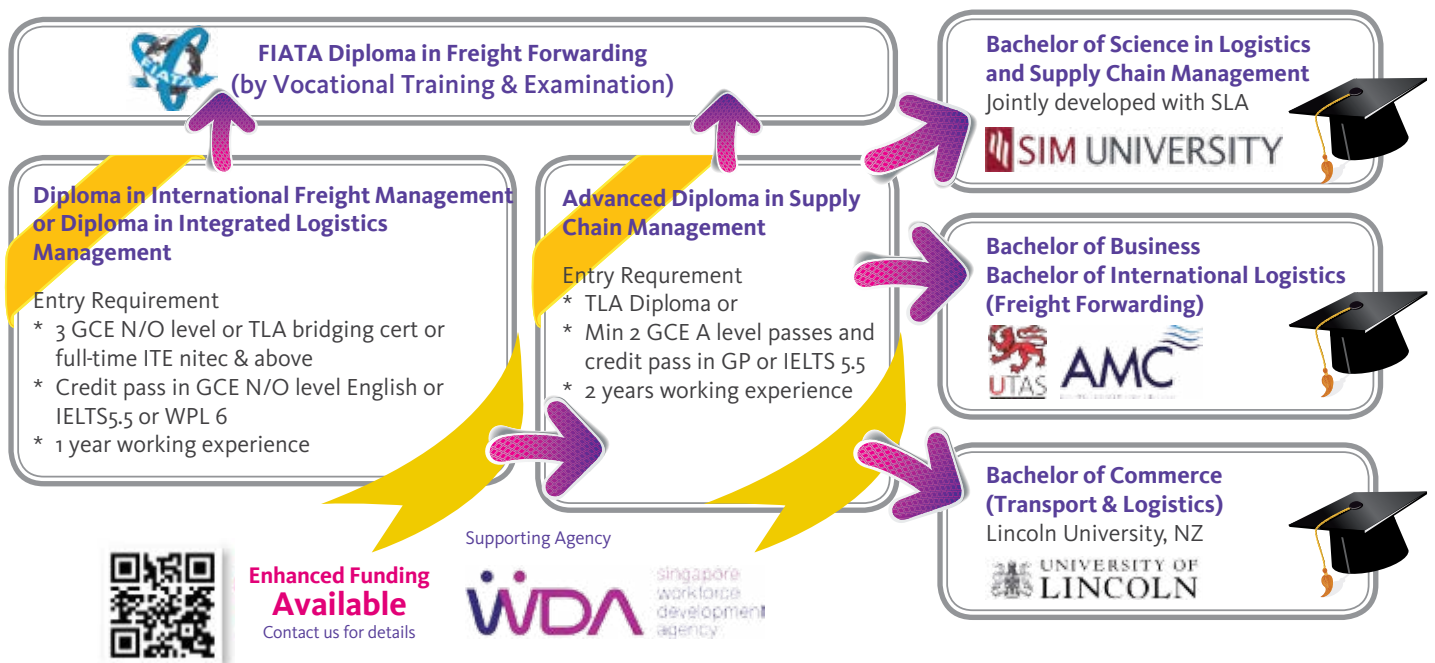 FIATA
FIATA Diploma in Freight Forwarding
(by Vocational Training & Examination)
Diploma in International Freight Management
or Diploma in Integrated Logistics
Management
Entry Requirement
* 3 GCE N/O level or TLA bridging cert or
full-time ITE nitec & above
* Credit pass in GCE N/O level English or
IELTS5.5 or WPL 6
* 1 year working experience
Advanced Diploma in Supply
Chain Management
Entry Requrement
* TLA Diploma or
* Min 2 GCE A level passes and
credit pass in GP or IELTS 5.5
* 2 years working experience
Bachelor of Science in Logistics
and Supply Chain Management
Jointly developed with SLA
SIM UNIVERSITY
Bachelor of Business
Bachelor of International Logistics
(Freight Forwarding)
UTAS
AMC
Bachelor of Commerce
(Transport & Logistics)
Lincoln University, NZ
UNIVERSITY OF
LINCOLN
Enhanced Funding
Available
Contact us for details
Supporting Agency
WDA
singapore
workforce
development
agency